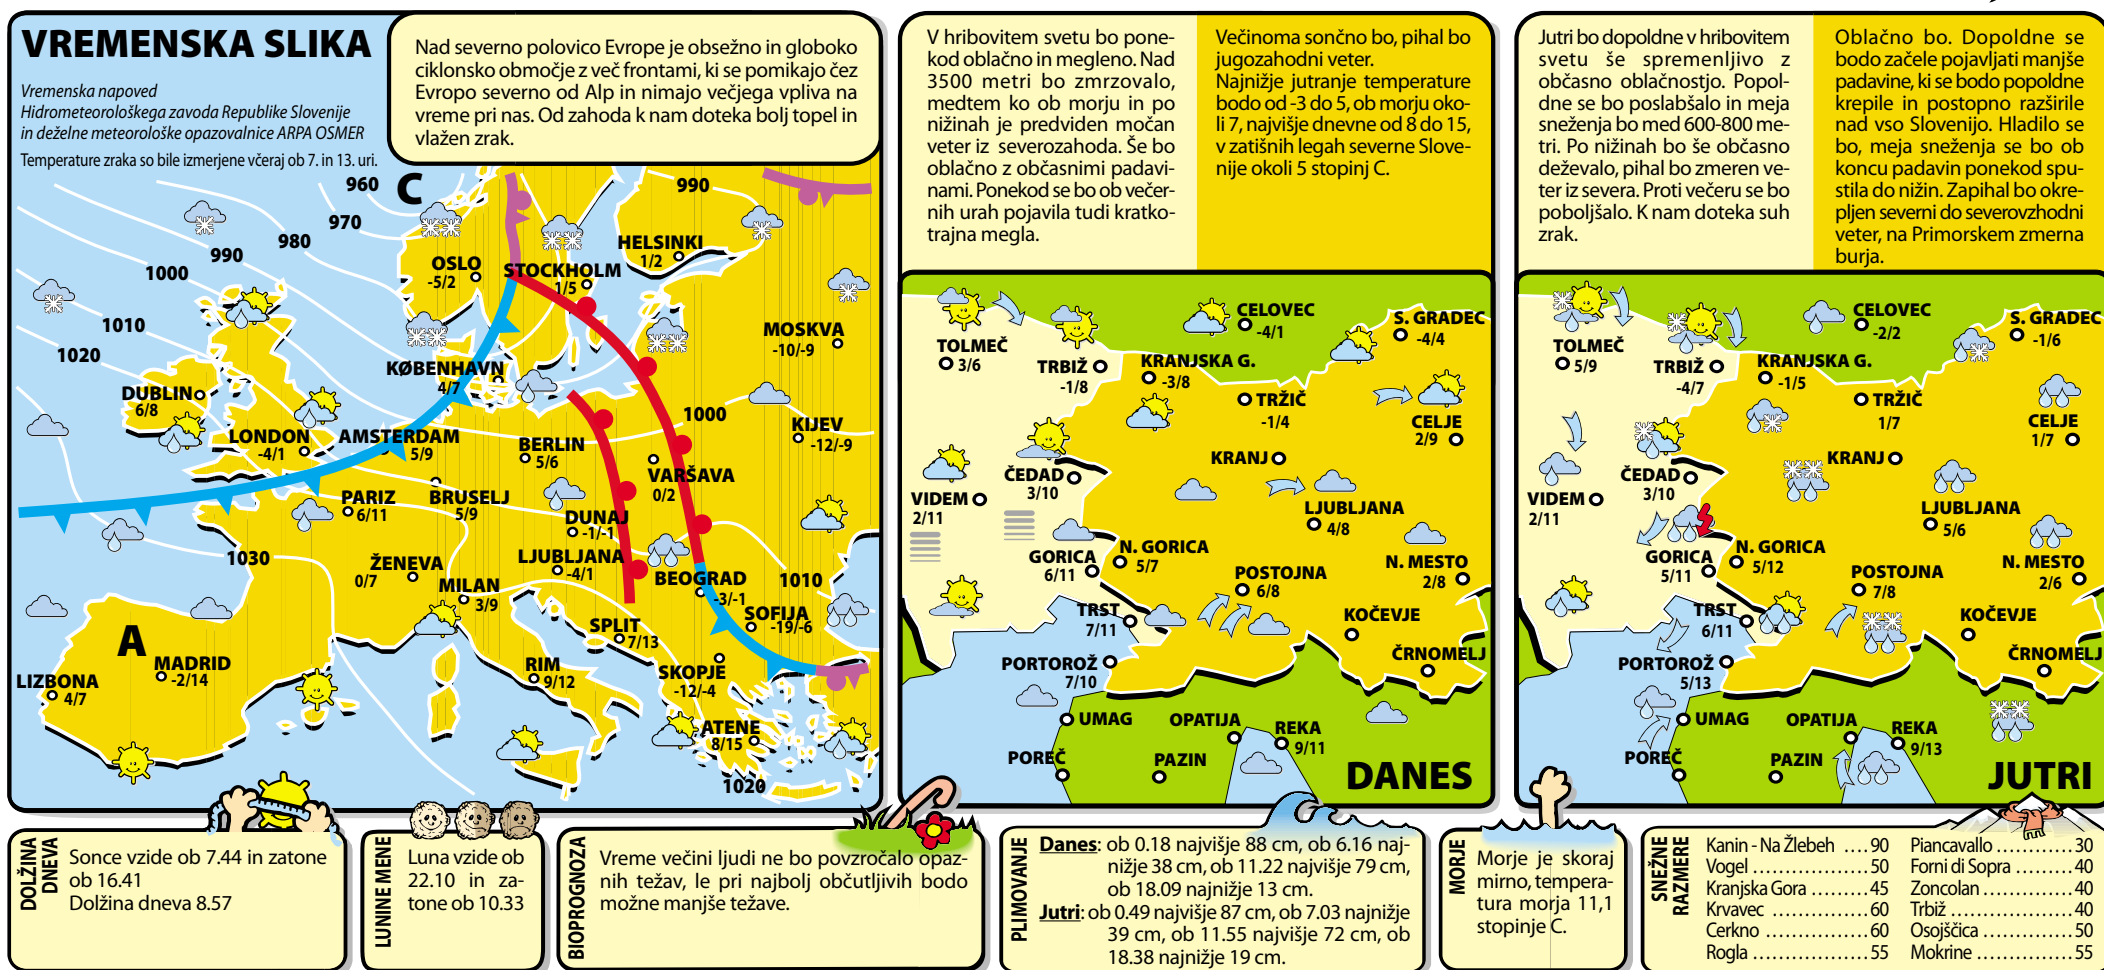 VREMENSKA SLIKA
Vremenska napoved
Hidrometeorološkega zavoda Republike Slovenije
in deželne meteorološke opazovalnice ARPA OSMER
Temperature zraka so bile izmerjene včeraj ob 7. in 13. uri.
Nad severno polovico Evrope je obsežno in globoko
ciklonsko območje z več frontami, ki se pomikajo čez
Evropo severno od Alp in nimajo večjega vpliva na
vreme pri nas. Od zahoda k nam doteka bolj topel in
vlažen zrak.
960
C
970
980
990
990
1000
1010
1020
HELSINKI
1/2
OSLO
-5/2
STOCKHOLM
1/5
MOSKVA
-10/-9
KØBENHAVN
4/7
DUBLIN
6/8
1000
KIJEV
-12/-9
LONDON
-4/1
AMSTERDAM
5/9
BERLIN
5/6
VARŠAVA
0/2
PARIZ
6/11
BRUSELJ
5/9
DUNAJ
-1/-1
1030
ŽENEVA
0/7
LJUBLJANA
-4/1
MILAN
3/9
BEOGRAD
-3/-1
1010
SOFIJA
-19/-6
SPLIT
7/13
A
MADRID
-2/14
LIZBONA
4/7
RIM
9/12
SKOPJE
-12/-4
ATENE
8/15
1020
V hribovitem svetu bo pone-
kod oblačno in megleno. Nad
3500 metri bo zmrzovalo,
medtem ko ob morju in po
nižinah je predviden močan
veter iz severozahoda. Še bo
oblačno z občasnimi padavi-
nami. Ponekod se bo ob večer-
nih urah pojavila tudi kratko-
trajna megla.
Večinoma sončno bo, pihal bo
jugozahodni veter.
Najnižje jutranje temperature
bodo od -3 do 5, ob morju oko-
li 7, najvišje dnevne od 8 do 15,
v zatišnih legah severne Slove-
nije okoli 5 stopinj C.
CELOVEC
-4/1
S. GRADEC
-4/4
TOLMEČ
3/6
TRBIŽ
-1/8
KRANJSKA G.
-3/8
TRŽIČ
-1/4
CELJE
2/9
KRANJ
ČEDAD
3/10
VIDEM
2/11
LJUBLJANA
4/8
GORICA
6/11
N. GORICA
5/7
POSTOJNA
6/8
N. MESTO
2/8
TRST
7/11
KOČEVJE
PORTOROŽ
7/10
ČRNOMELJ
UMAG
OPATIJA
REKA
9/11
POREČ
PAZIN
DANES
Jutri bo dopoldne v hribovitem
svetu še spremenljivo z
občasno oblačnostjo. Popol-
dne se bo poslabšalo in meja
sneženja bo med 600-800 me-
tri. Po nižinah bo še občasno
deževalo, pihal bo zmeren ve-
ter iz severa. Proti večeru se bo
poboljšalo. K nam doteka suh
zrak.
Oblačno bo. Dopoldne se
bodo začele pojavljati manjše
padavine, ki se bodo popoldne
krepile in postopno razširile
nad vso Slovenijo. Hladilo se
bo, meja sneženja se bo ob
koncu padavin ponekod spu-
stila do nižin. Zapihal bo okre-
pljen severni do severovzhodni
veter, na Primorskem zmerna
burja.
CELOVEC
-2/2
S. GRADEC
-1/6
TOLMEČ
5/9
TRBIŽ
-4/7
KRANJSKA G.
-1/5
TRŽIČ
1/7
CELJE
1/7
KRANJ
ČEDAD
3/10
VIDEM
2/11
LJUBLJANA
5/6
GORICA
5/11
N. GORICA
5/12
POSTOJNA
7/8
N. MESTO
2/6
TRST
6/11
KOČEVJE
PORTOROŽ
5/13
ČRNOMELJ
UMAG
OPATIJA
REKA
9/13
POREČ
PAZIN
JUTRI
DOLŽINA
DNEVA
Sonce vzide ob 7.44 in zatone
ob 16.41
Dolžina dneva 8.57
LUNINE MENE
Luna vzide ob
22.10 in za-
tone ob 10.33
BIOPROGNOZA
Vreme večini ljudi ne bo povzročalo opaz-
nih težav, le pri najbolj občutljivih bodo
možne manjše težave.
PLIMOVANJE
Danes: ob 0.18 najvišje 88 cm, ob 6.16 naj-
nižje 38 cm, ob 11.22 najvišje 79 cm,
ob 18.09 najnižje 13 cm.
Jutri: ob 0.49 najvišje 87 cm, ob 7.03 najnižje
39 cm, ob 11.55 najvišje 72 cm, ob
18.38 najnižje 19 cm.
MORJE
Morje je skoraj
mirno, tempera-
tura morja 11,1
stopinje C.
SNEŽNE
RAZMERE
Kanin - Na Žlebeh ....90
Vogel ....................50
Kranjska Gora ..........45
Krvavec .................60
Cerkno ..................60
Rogla ....................55
Piancavallo .............30
Forni di Sopra ..........40
Zoncolan ................40
Trbiž .....................40
Osojščica ................50
Mokrine .................55